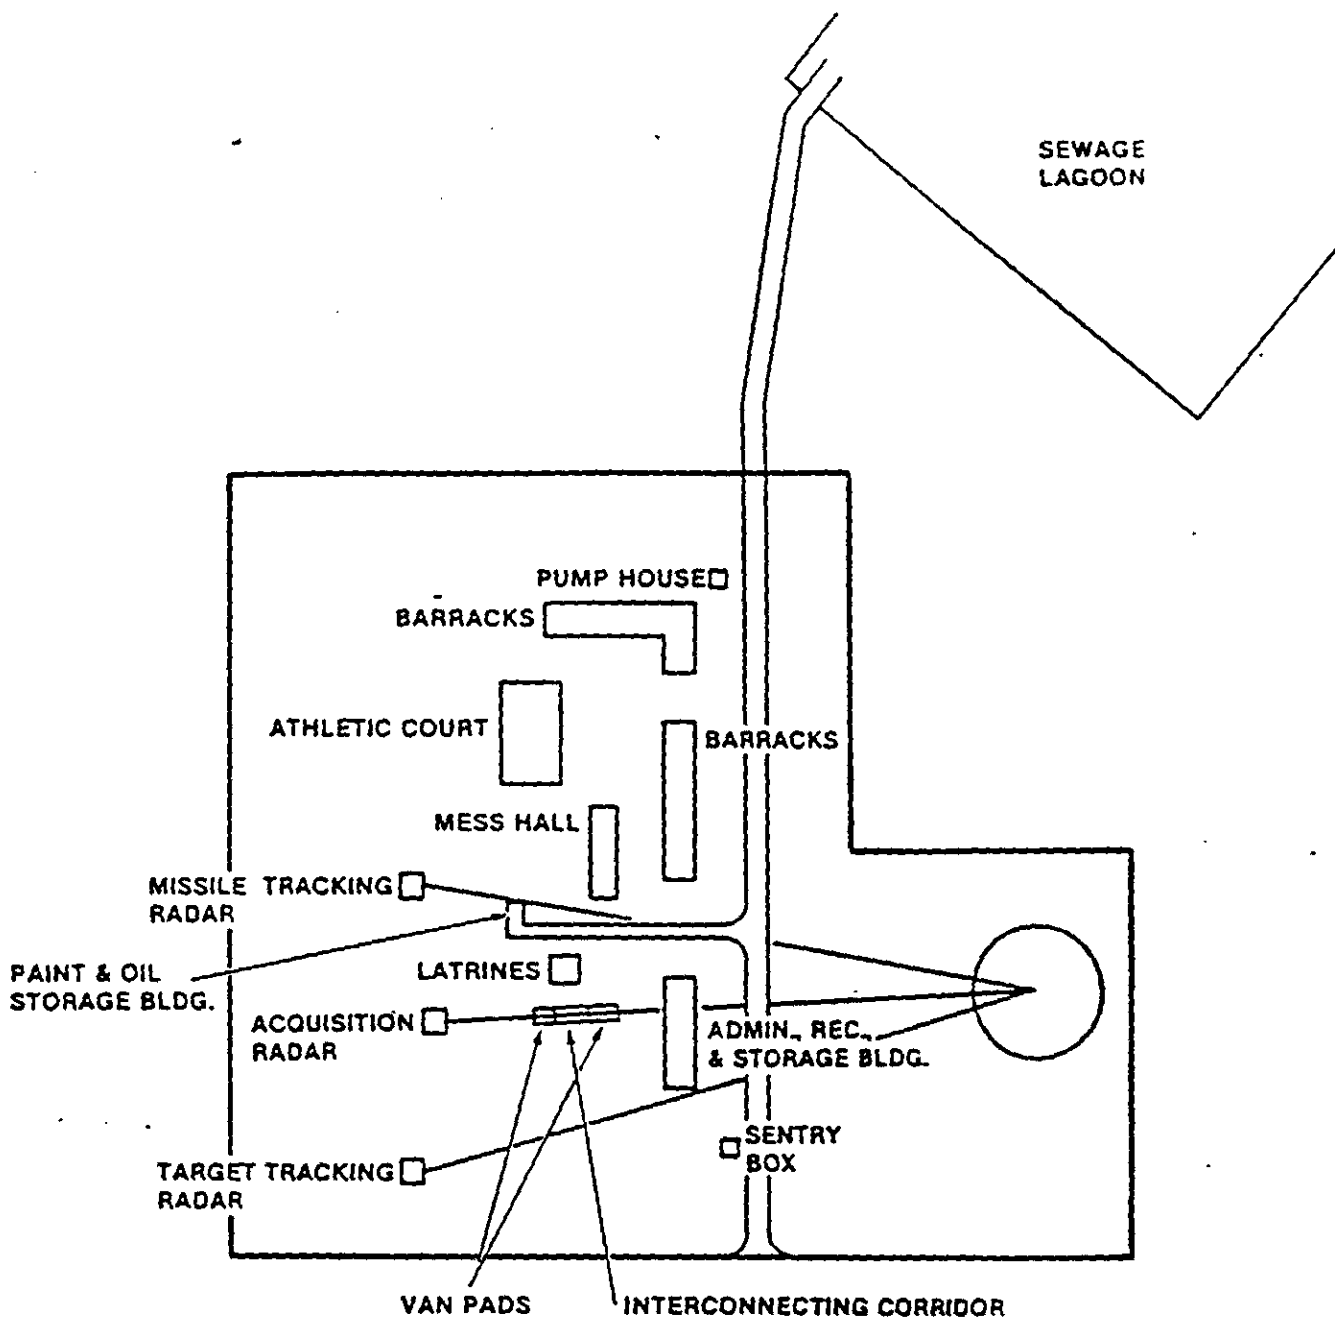 SEWAGE
LAGOON
PUMP HOUSE
BARRACKS
ATHLETIC COURT
BARRACKS
MESS HALL
MISSILE TRACKING
RADAR
PAINT & OIL
STORAGE BLDG.
LATRINES
ACQUISITION
RADAR
ADMIN., REC.,
& STORAGE BLDG.
SENTRY
BOX
TARGET TRACKING
RADAR
VAN PADS
INTERCONNECTING CORRIDOR